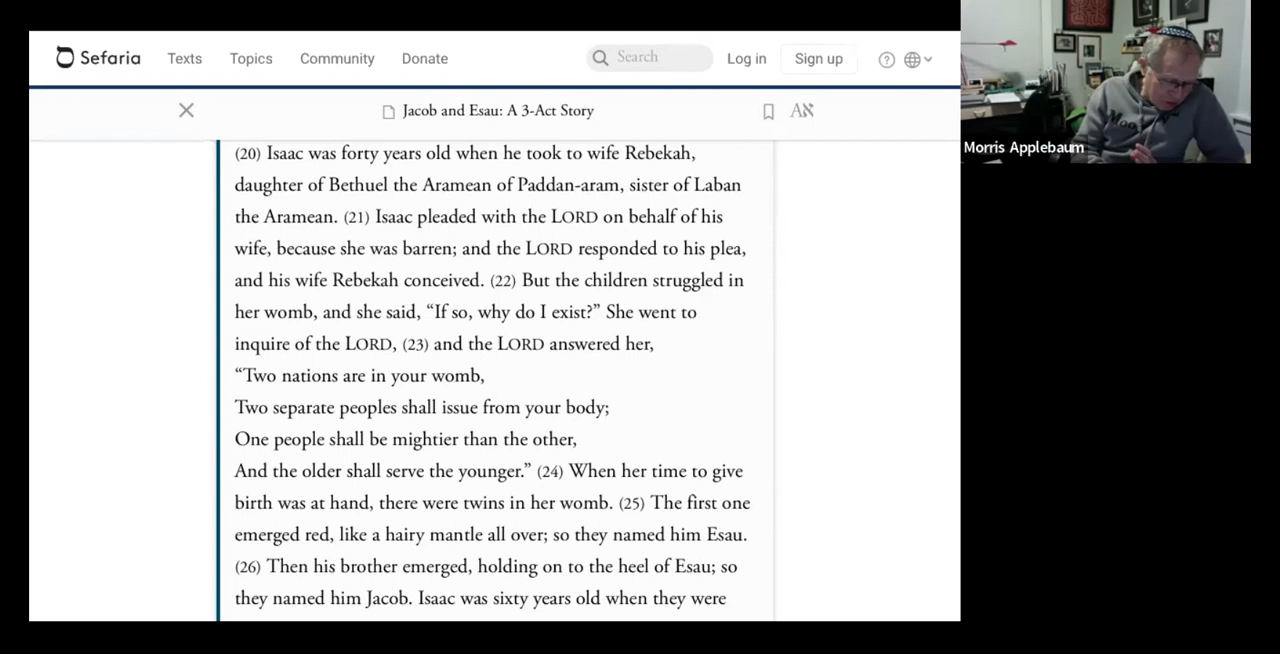 Sefaria
Texts
Topics
Community
Donate
Search
Log in
Sign up
Jacob and Esau: A 3-Act Story
Aא
(20) Isaac was forty years old when he took to wife Rebekah,
daughter of Bethuel the Aramean of Paddan-aram, sister of Laban
the Aramean. (21) Isaac pleaded with the LORD on behalf of his
wife, because she was barren; and the LORD responded to his plea,
and his wife Rebekah conceived. (22) But the children struggled in
her womb, and she said, “If so, why do I exist?” She went to
inquire of the LORD, (23) and the LORD answered her,
“Two nations are in your womb,
Two separate peoples shall issue from your body;
One people shall be mightier than the other,
And the older shall serve the younger.” (24) When her time to give
birth was at hand, there were twins in her womb. (25) The first one
emerged red, like a hairy mantle all over; so they named him Esau.
(26) Then his brother emerged, holding on to the heel of Esau; so
they named him Jacob. Isaac was sixty years old when they were
Morris Applebaum